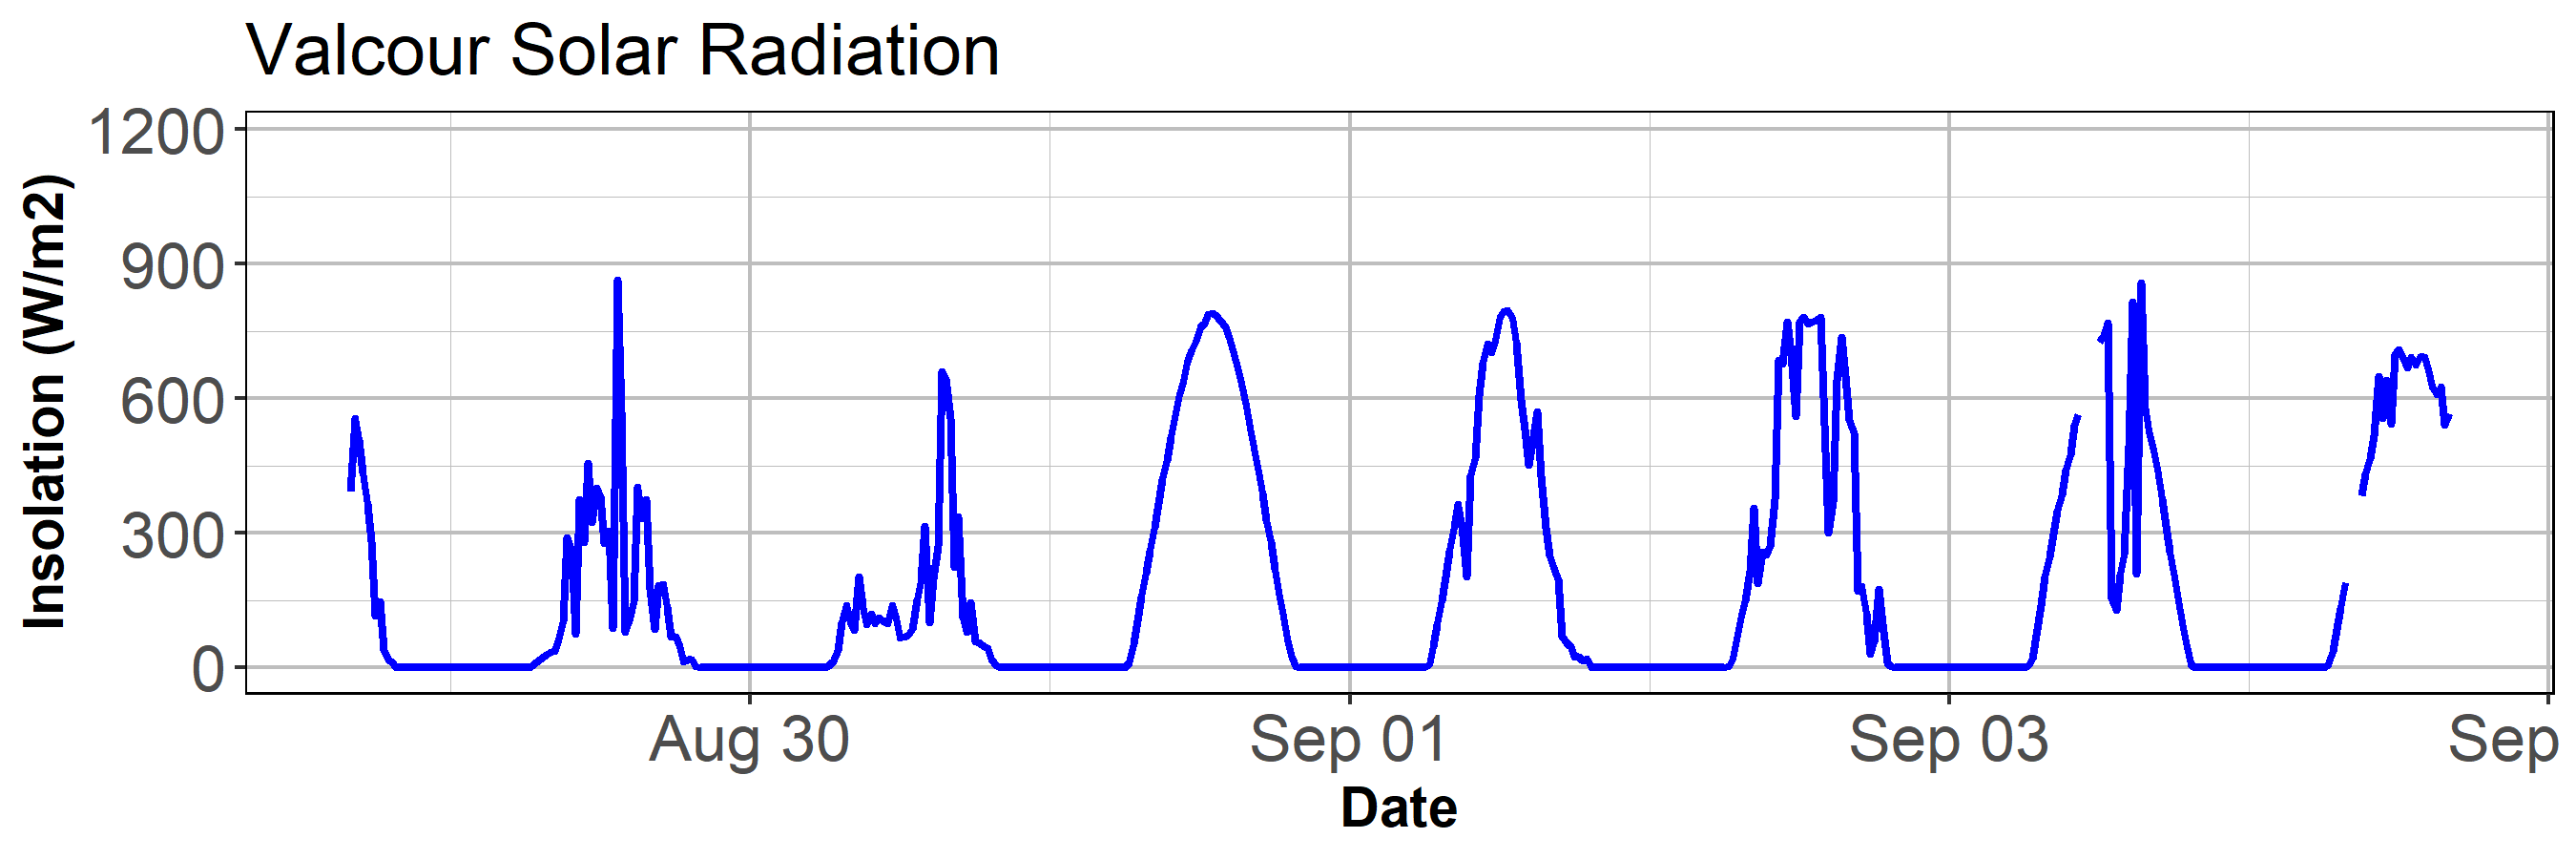 Valcour Solar Radiation
Insolation (W/m2)
1200
900
600
300
0
Aug 30
Sep 01
Sep 03
Sep
Date